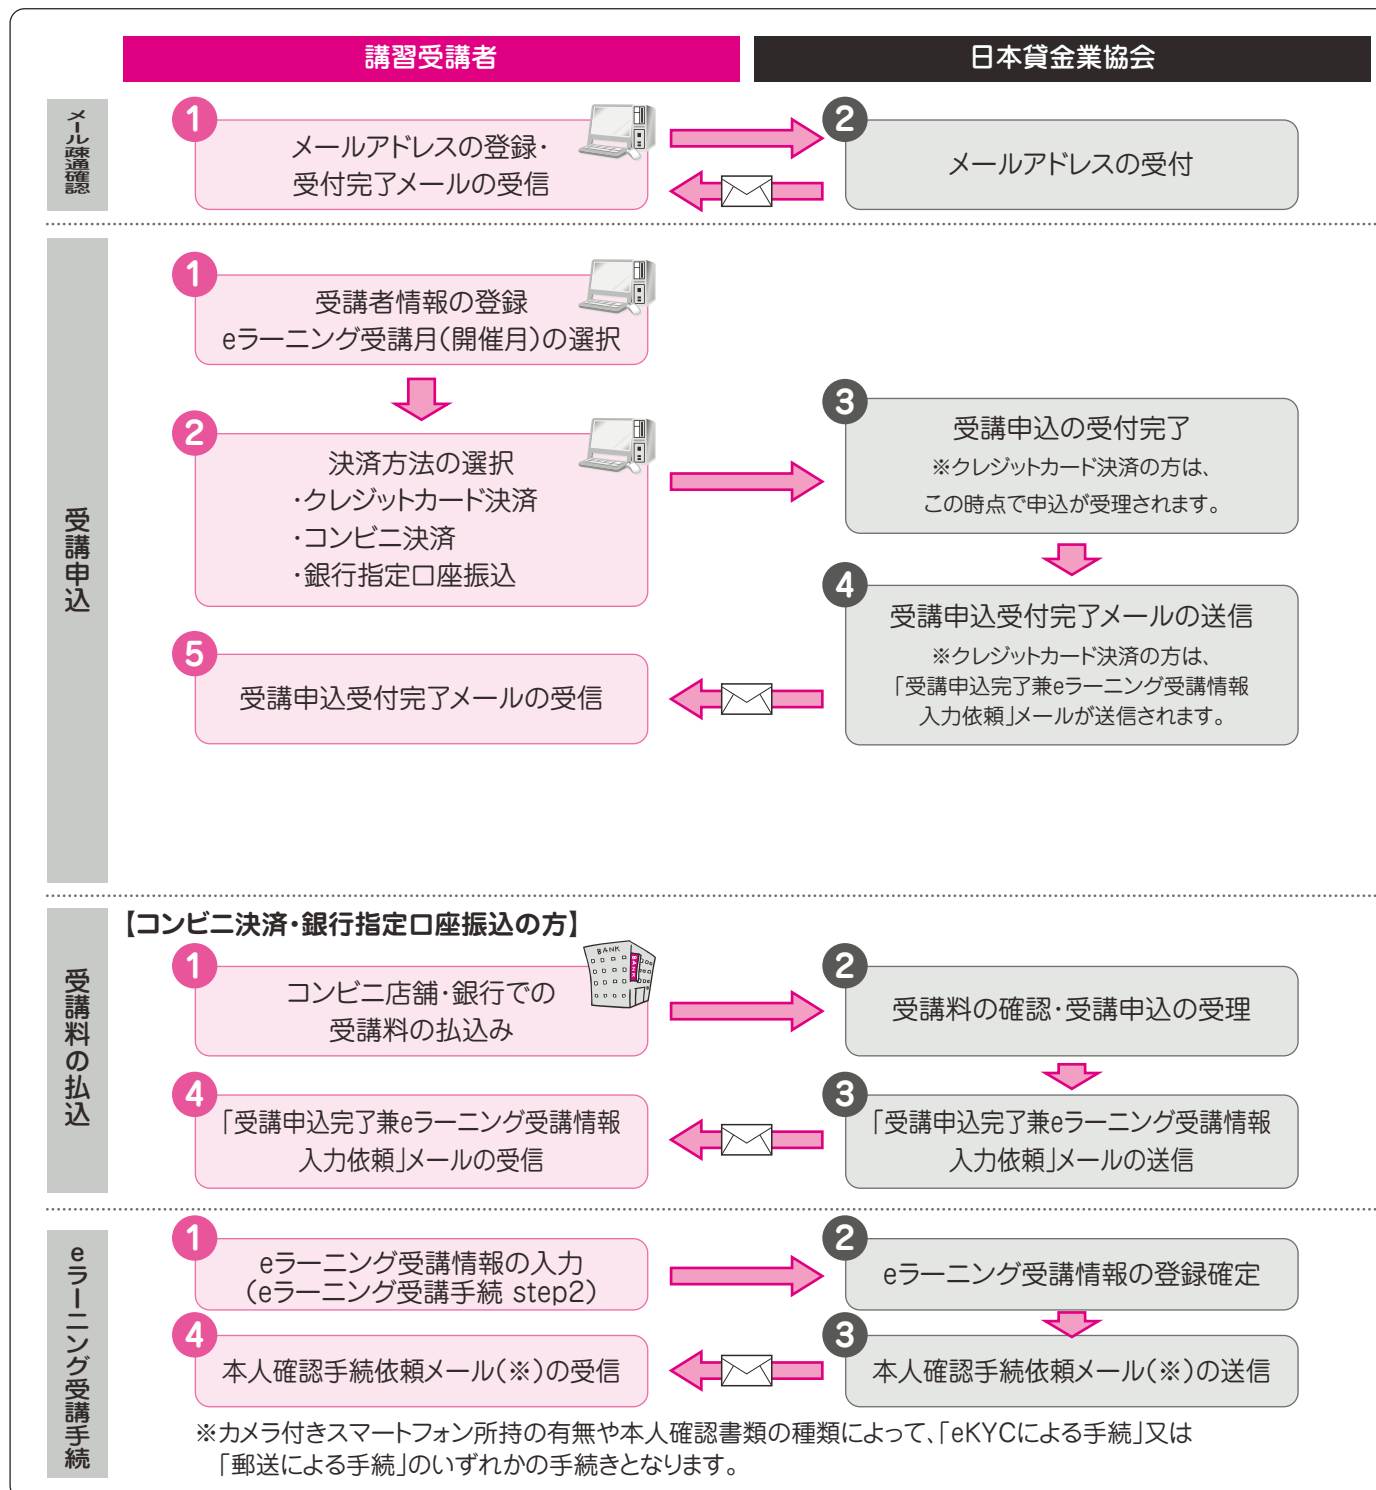 講習受講者
日本貸金業協会
メール疎通確認
1
メールアドレスの登録・
受付完了メールの受信
2
メールアドレスの受付
受講申込
1
受講者情報の登録
eラーニング受講月(開催月)の選択
2
決済方法の選択
・クレジットカード決済
・コンビニ決済
・銀行指定口座振込
3
受講申込の受付完了
※クレジットカード決済の方は、
この時点で申込が受理されます。
4
受講申込受付完了メールの送信
※クレジットカード決済の方は、
「受講申込完了兼eラーニング受講情報
入力依頼」メールが送信されます。
5
受講申込受付完了メールの受信
受講料の払込
【コンビニ決済・銀行指定口座振込の方】
1
コンビニ店舗・銀行での
受講料の払込み
BANK
BANK
2
受講料の確認・受講申込の受理
3
「受講申込完了兼eラーニング受講情報
入力依頼」メールの送信
4
「受講申込完了兼eラーニング受講情報
入力依頼」メールの受信
eラーニング受講手続
1
eラーニング受講情報の入力
(eラーニング受講手続 step2)
2
eラーニング受講情報の登録確定
3
本人確認手続依頼メール(※)の送信
4
本人確認手続依頼メール(※)の受信
※カメラ付きスマートフォン所持の有無や本人確認書類の種類によって、「eKYCによる手続」又は
「郵送による手続」のいずれかの手続きとなります。